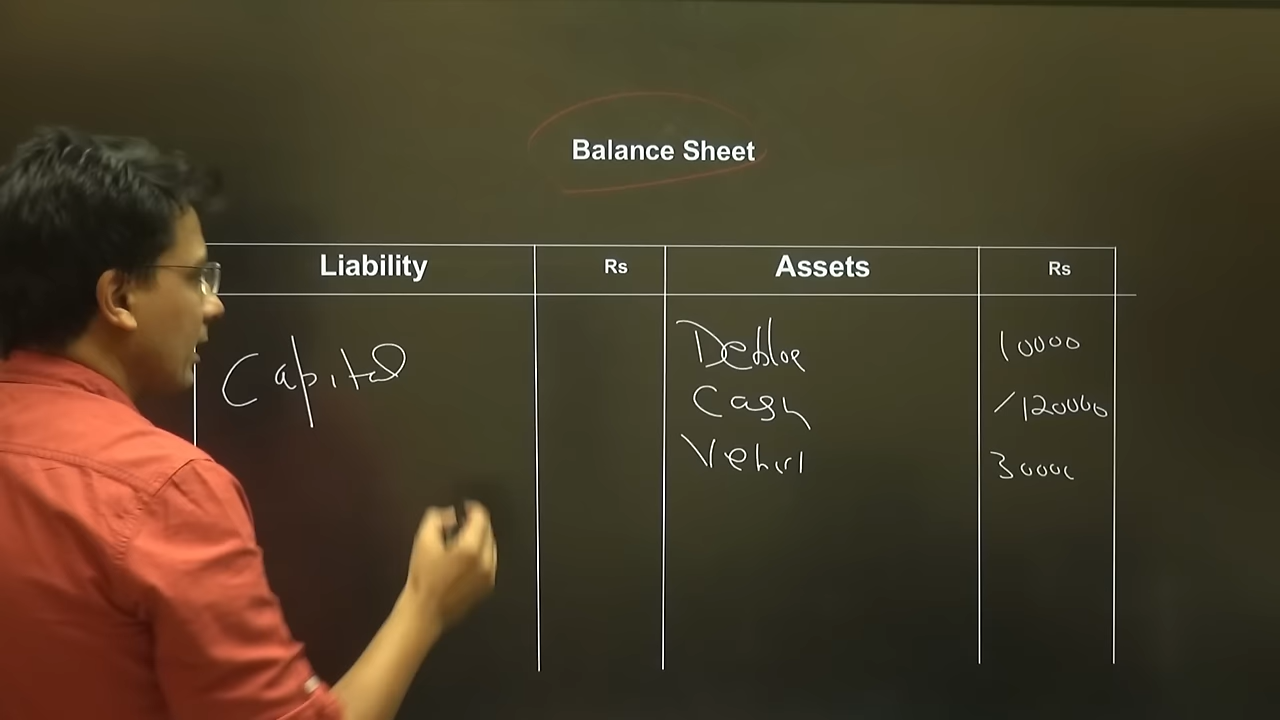 Balance Sheet
Liability Rs Assets Rs
Capital Debtor 10000
Cash /120000
Vehicl 30000